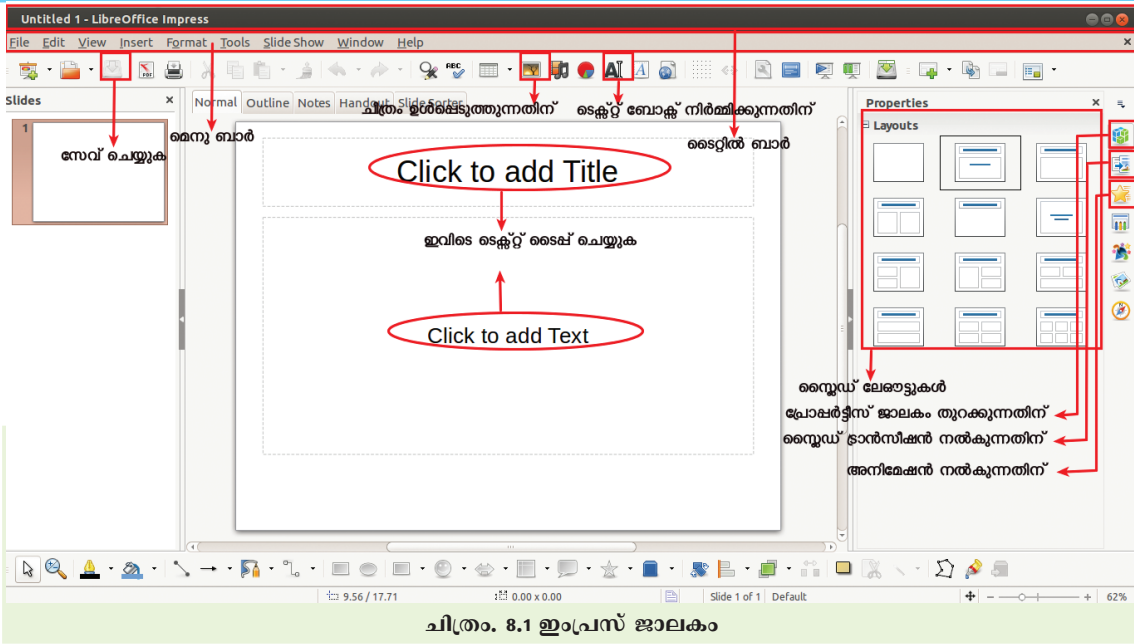 Untitled 1 - LibreOffice Impress
File Edit View Insert Format Tools Slide Show Window Help
Slides
Normal Outline Notes Handout Slide Sorter
Properties
Layouts
ചിത്രം ഉൾപ്പെടുത്തുന്നതിന്
ടെക്സ്റ്റ് ബോക്സ് നിർമ്മിക്കുന്നതിന്
1
സേവ് ചെയ്യുക
മെനു ബാർ
ടൈറ്റിൽ ബാർ
Click to add Title
ഇവിടെ ടെക്സ്റ്റ് ടൈപ്പ് ചെയ്യുക
Click to add Text
സ്ലൈഡ് ലേഔട്ടുകൾ
പ്രോപ്പർട്ടീസ് ജാലകം തുറക്കുന്നതിന്
സ്ലൈഡ് ട്രാൻസീഷൻ നൽകുന്നതിന്
അനിമേഷൻ നൽകുന്നതിന്
9.56 / 17.71 0.00 x 0.00 Slide 1 of 1 Default 62%
ചിത്രം. 8.1 ഇംപ്രസ് ജാലകം